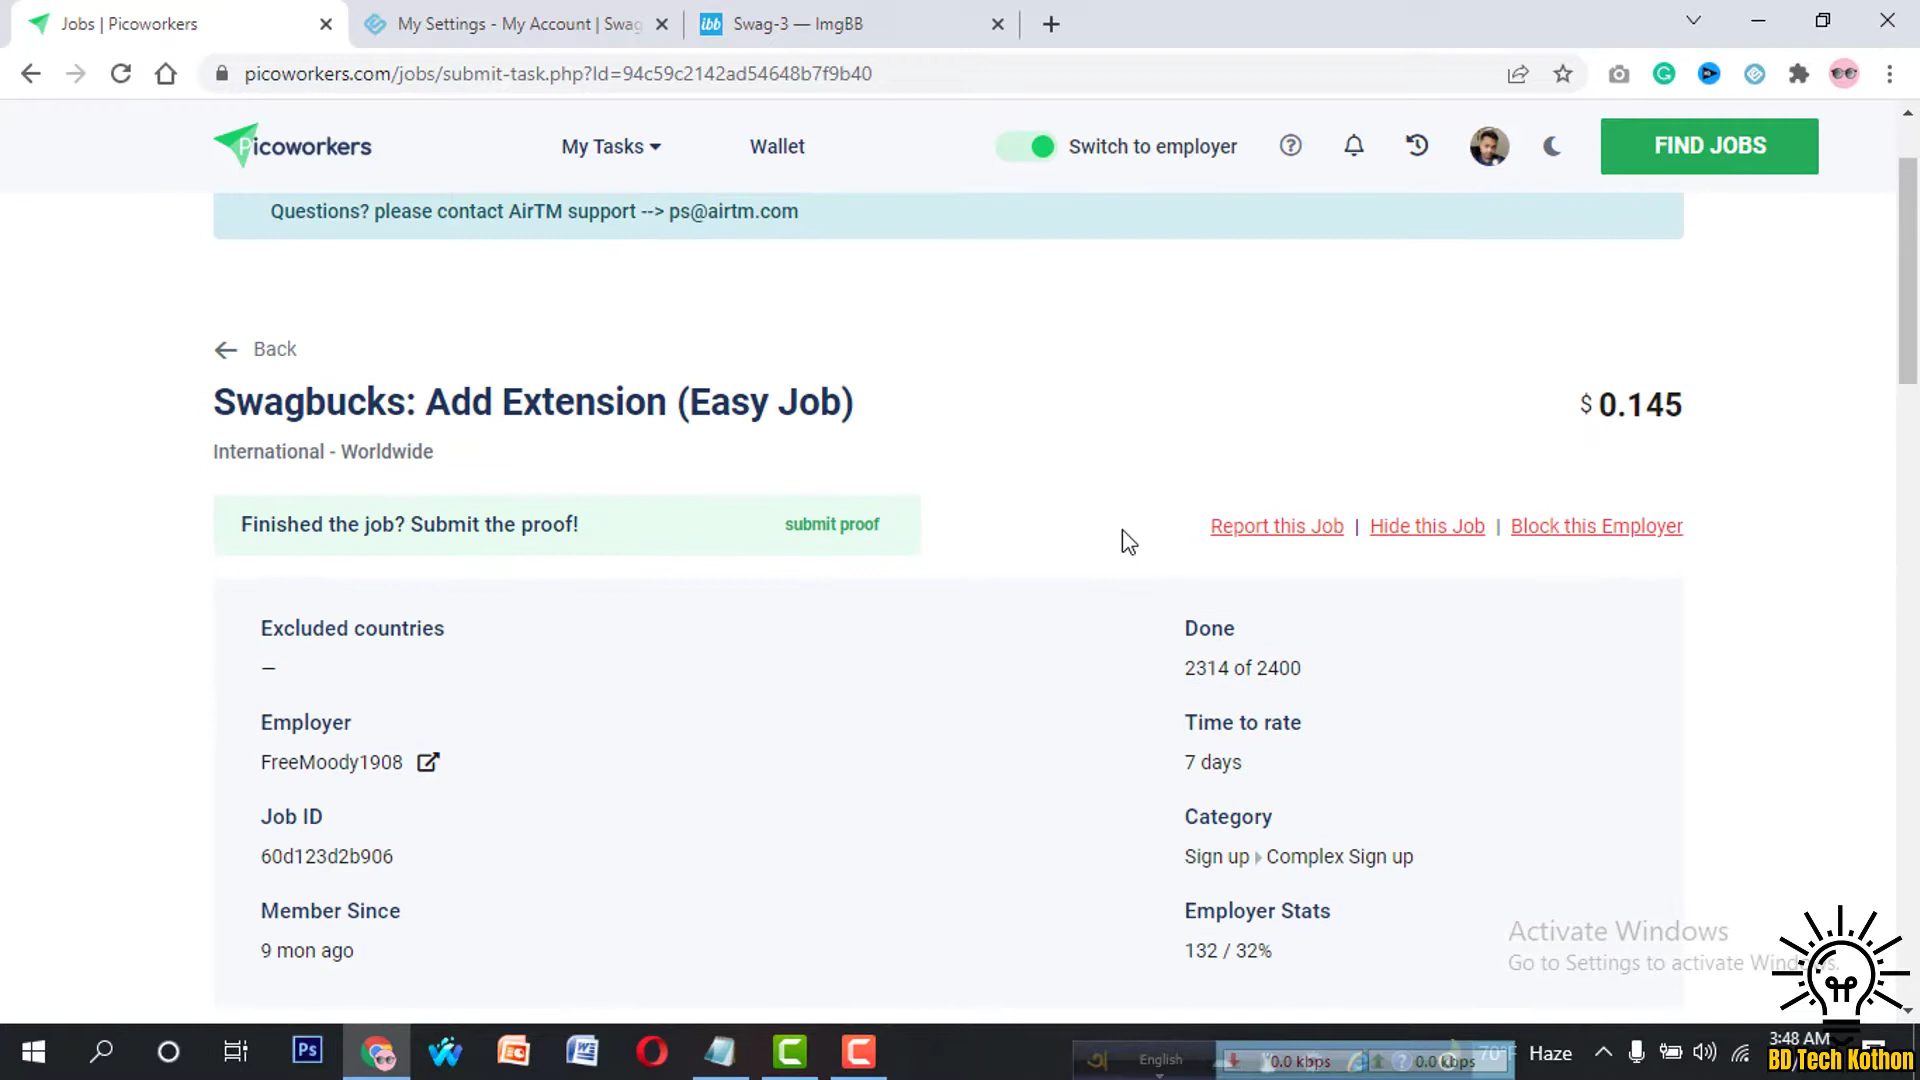 Jobs | Picoworkers
My Settings - My Account | Swag
ibb Swag-3 — ImgBB
picoworkers.com/jobs/submit-task.php?Id=94c59c2142ad54648b7f9b40
Picoworkers
My Tasks
Wallet
Switch to employer
FIND JOBS
Questions? please contact AirTM support --> ps@airtm.com
Back
Swagbucks: Add Extension (Easy Job)
$ 0.145
International - Worldwide
Finished the job? Submit the proof!
submit proof
Report this Job | Hide this Job | Block this Employer
Excluded countries
—
Done
2314 of 2400
Employer
FreeMoody1908
Time to rate
7 days
Job ID
60d123d2b906
Category
Sign up Complex Sign up
Member Since
9 mon ago
Employer Stats
132 / 32%
Activate Windows
Go to Settings to activate Windows.
Ps
English
0.0 kbps
0.0 kbps
70°F
Haze
3:48 AM
BD Tech Kothon